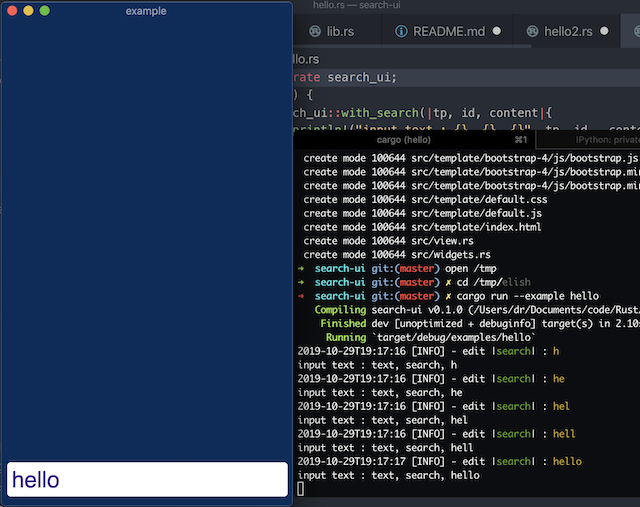 example
hello
hello.rs — search-ui
lib.rs
README.md
hello2.rs
llo.rs
rate search_ui;
) {
ch_ui::with_search(|tp, id, content|{
println!("input text : {}, {}, {}", tp, id, content
cargo (hello)
⌘1
IPython: private
create mode 100644 src/template/bootstrap-4/js/bootstrap.js
create mode 100644 src/template/bootstrap-4/js/bootstrap.mi
create mode 100644 src/template/bootstrap-4/js/bootstrap.mi
create mode 100644 src/template/default.css
create mode 100644 src/template/default.js
create mode 100644 src/template/index.html
create mode 100644 src/view.rs
create mode 100644 src/widgets.rs
➜ search-ui git:(master) open /tmp
➜ search-ui git:(master) ✗ cd /tmp/elish
➜ search-ui git:(master) ✗ cargo run --example hello
Compiling search-ui v0.1.0 (/Users/dr/Documents/code/Rust/
Finished dev [unoptimized + debuginfo] target(s) in 2.10s
Running `target/debug/examples/hello`
2019-10-29T19:17:16 [INFO] - edit |search| : h
input text : text, search, h
2019-10-29T19:17:16 [INFO] - edit |search| : he
input text : text, search, he
2019-10-29T19:17:16 [INFO] - edit |search| : hel
input text : text, search, hel
2019-10-29T19:17:16 [INFO] - edit |search| : hell
input text : text, search, hell
2019-10-29T19:17:17 [INFO] - edit |search| : hello
input text : text, search, hello